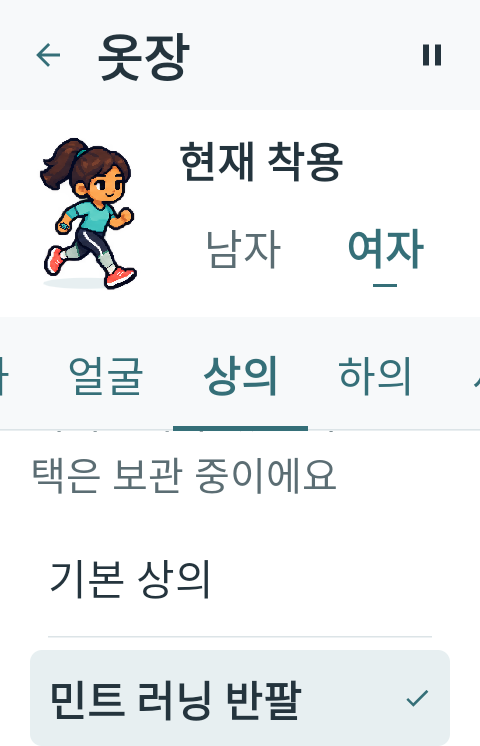 옷장
현재 착용
남자
여자
얼굴
상의
하의
택은 보관 중이에요
기본 상의
민트 러닝 반팔